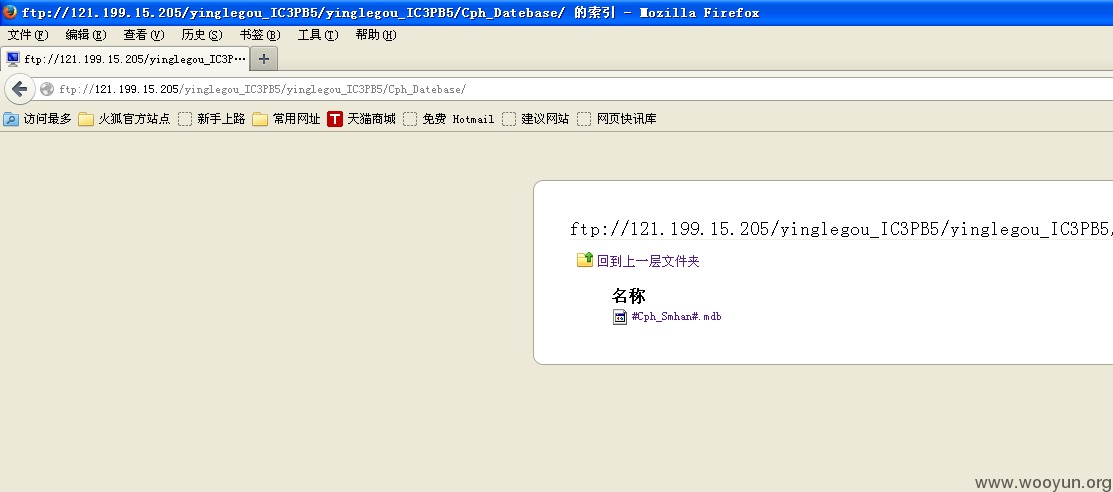 ftp://121.199.15.205/yinglegou_IC3PB5/yinglegou_IC3PB5/Cph_Datebase/ 的索引 - Mozilla Firefox
文件(F) 编辑(E) 查看(V) 历史(S) 书签(B) 工具(T) 帮助(H)
ftp://121.199.15.205/yinglegou_IC3P...
ftp://121.199.15.205/yinglegou_IC3PB5/yinglegou_IC3PB5/Cph_Datebase/
访问最多 火狐官方站点 新手上路 常用网址 T 天猫商城 免费 Hotmail 建议网站 网页快讯库
ftp://121.199.15.205/yinglegou_IC3PB5/yinglegou_IC3PB5/
回到上一层文件夹
名称
#Cph_Smhan#.mdb
www.wooyun.org